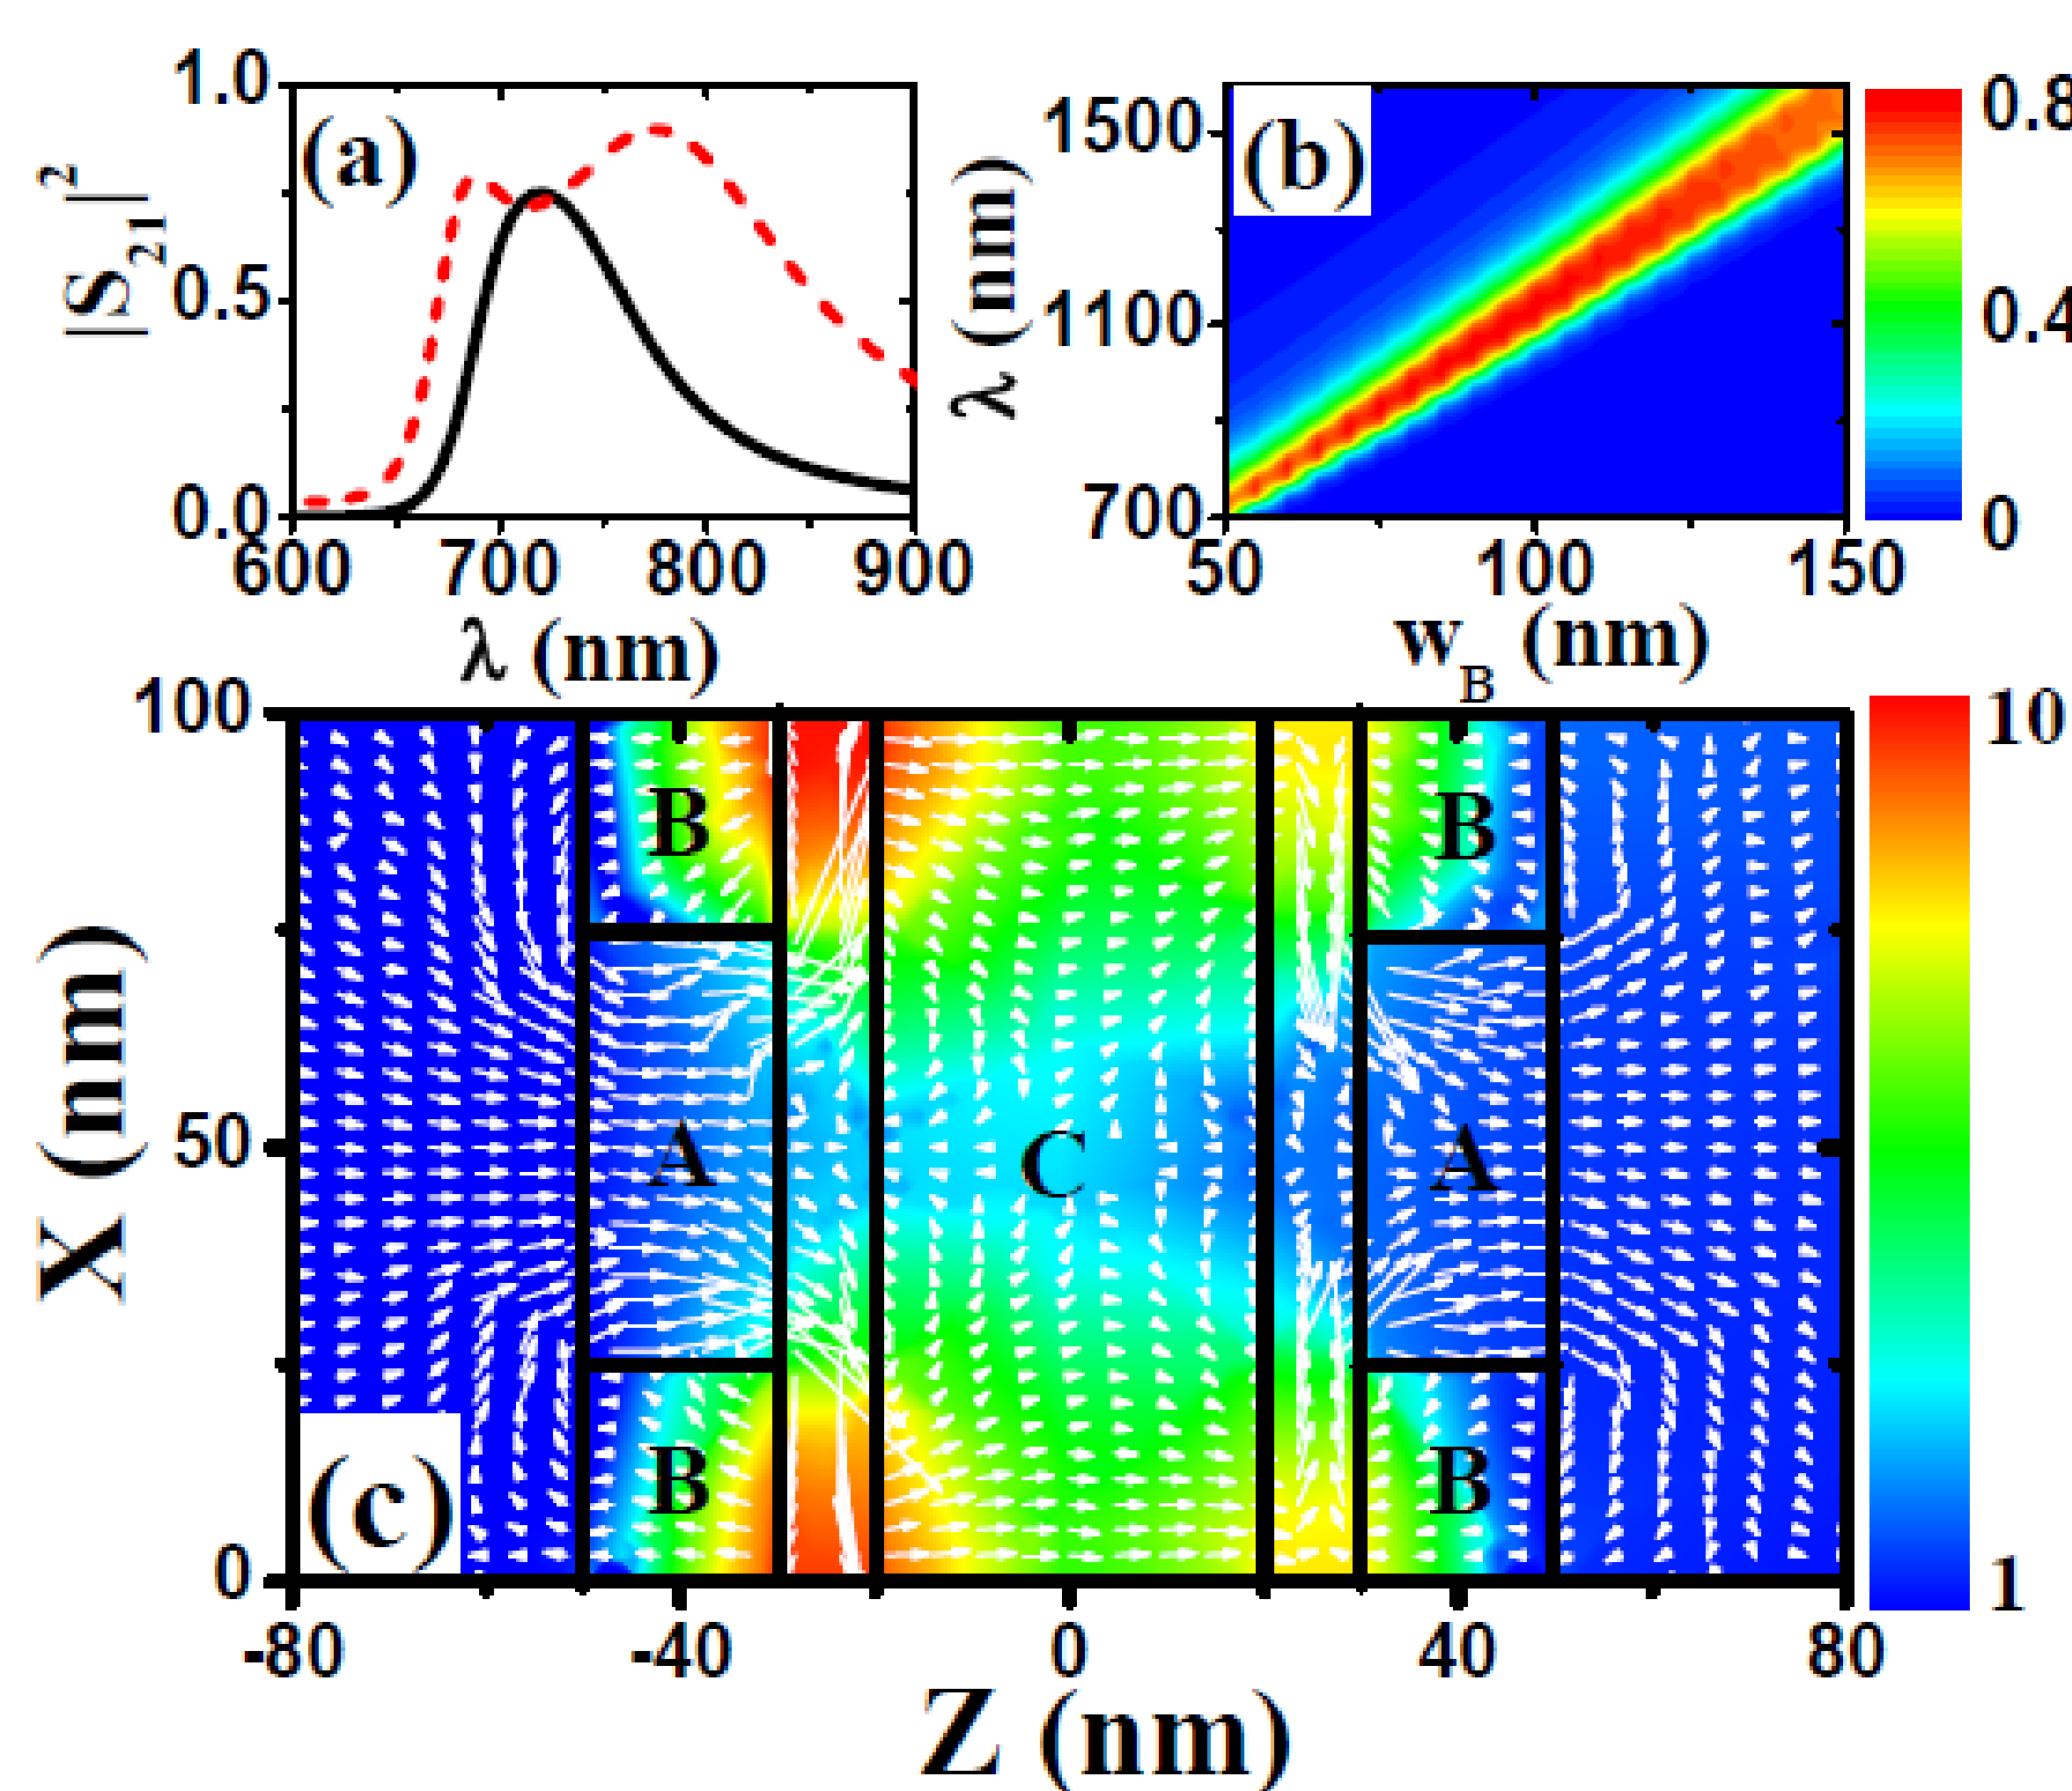 (a)
|S21|²
1.0
0.5
0.0
600 700 800 900
λ (nm)
(b)
λ (nm)
1500
1100
700
50 100 150
wB (nm)
0.8
0.4
0
(c)
X (nm)
100
50
0
B B
A C A
B B
-80 -40 0 40 80
Z (nm)
10
1